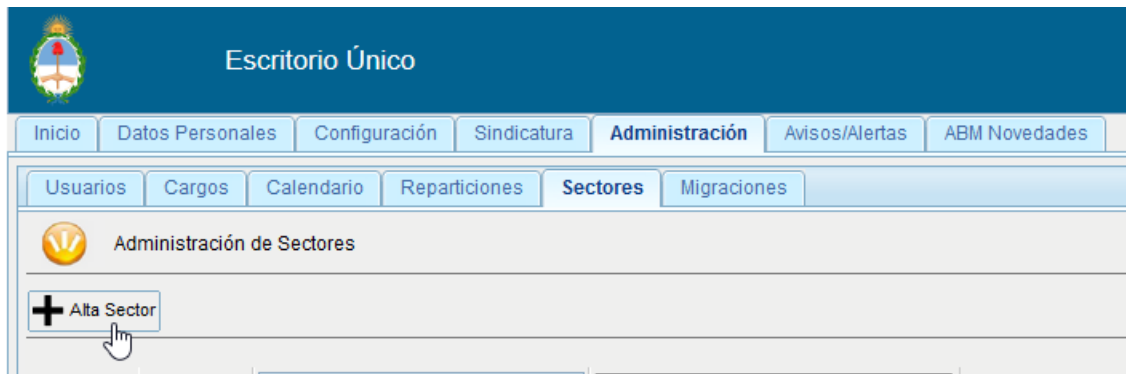 Escritorio Único
Inicio Datos Personales Configuración Sindicatura Administración Avisos/Alertas ABM Novedades
Usuarios Cargos Calendario Reparticiones Sectores Migraciones
Administración de Sectores
Alta Sector